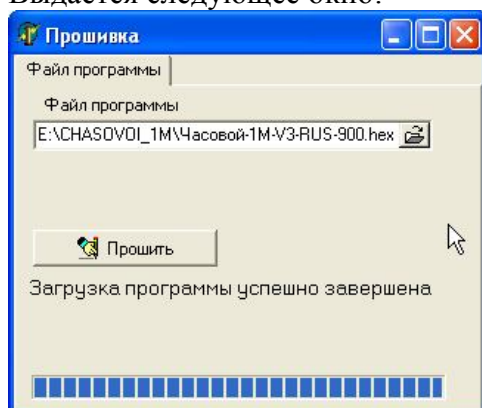 Выдается следующее окно:
Прошивка
Файл программы
Файл программы
E:\CHASOVOI_1M\Часовой-1M-V3-RUS-900.hex
Прошить
Загрузка программы успешно завершена